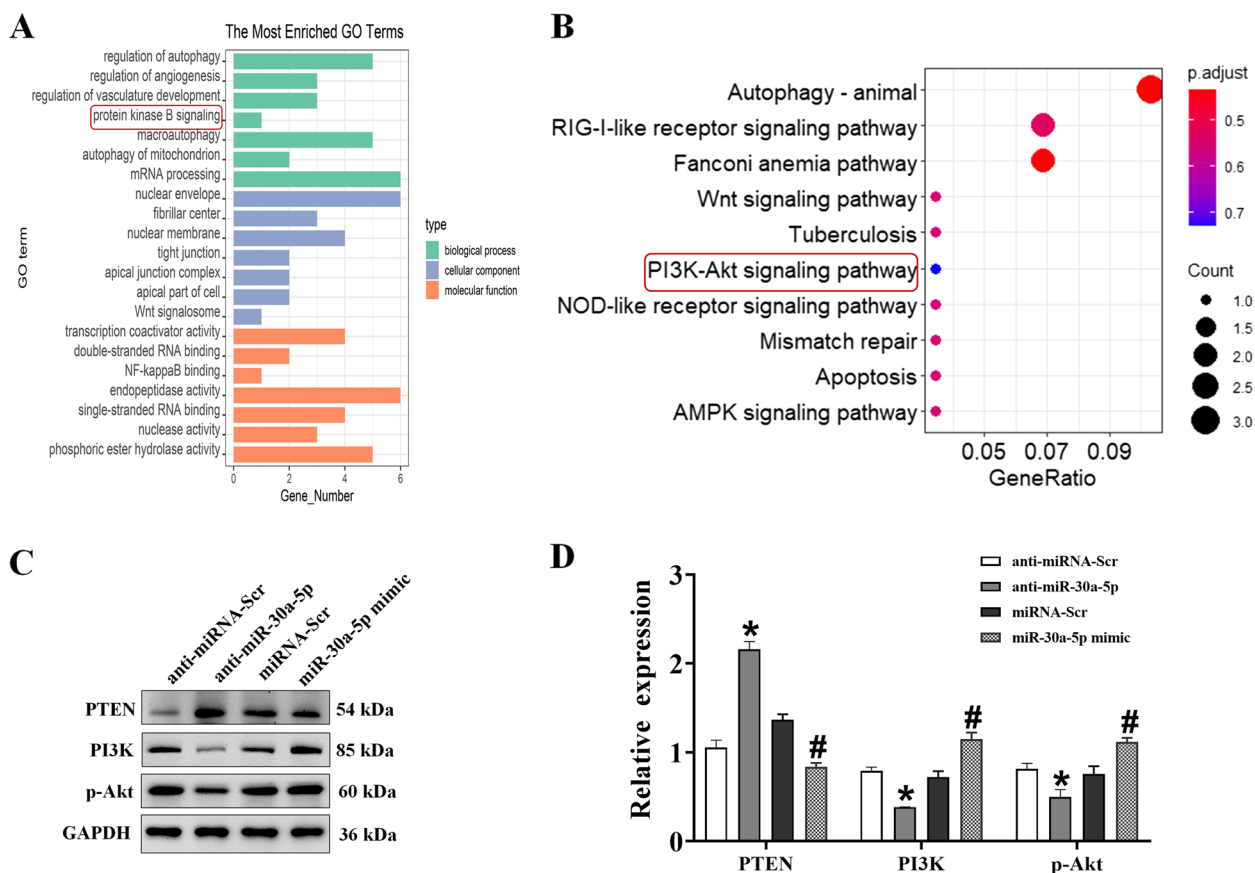 A
The Most Enriched GO Terms
GO term
regulation of autophagy
regulation of angiogenesis
regulation of vasculature development
protein kinase B signaling
macroautophagy
autophagy of mitochondrion
mRNA processing
nuclear envelope
fibrillar center
nuclear membrane
tight junction
apical junction complex
apical part of cell
Wnt signalosome
transcription coactivator activity
double-stranded RNA binding
NF-kappaB binding
endopeptidase activity
single-stranded RNA binding
nuclease activity
phosphoric ester hydrolase activity
0 2 4 6
Gene_Number
type
biological process
cellular component
molecular function
B
Autophagy - animal
RIG-I-like receptor signaling pathway
Fanconi anemia pathway
Wnt signaling pathway
Tuberculosis
PI3K-Akt signaling pathway
NOD-like receptor signaling pathway
Mismatch repair
Apoptosis
AMPK signaling pathway
0.05 0.07 0.09
GeneRatio
p.adjust
0.5
0.6
0.7
Count
1.0
1.5
2.0
2.5
3.0
C
anti-miRNA-Scr
anti-miR-30a-5p
miRNA-Scr
miR-30a-5p mimic
PTEN 54 kDa
PI3K 85 kDa
p-Akt 60 kDa
GAPDH 36 kDa
D
anti-miRNA-Scr
anti-miR-30a-5p
miRNA-Scr
miR-30a-5p mimic
Relative expression
3
2
1
0
* # * # * #
PTEN PI3K p-Akt